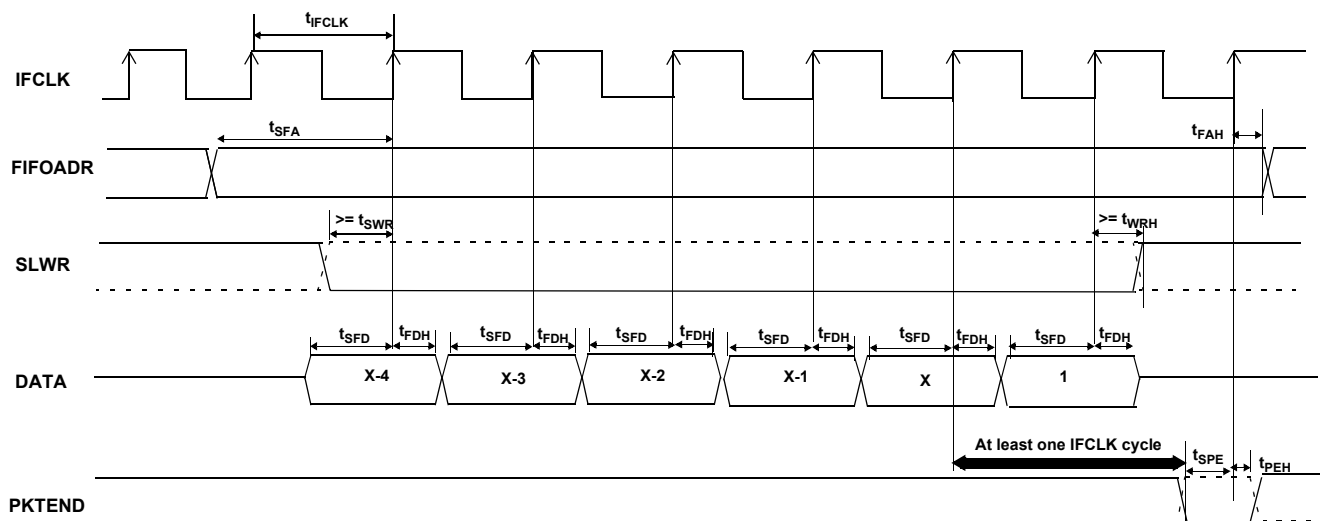 tIFCLK
IFCLK
tSFA
tFAH
FIFOADR
>= tSWR
>= tWRH
SLWR
tSFD tFDH tSFD tFDH tSFD tFDH tSFD tFDH tSFD tFDH tSFD tFDH
DATA X-4 X-3 X-2 X-1 X 1
At least one IFCLK cycle
tSPE
tPEH
PKTEND